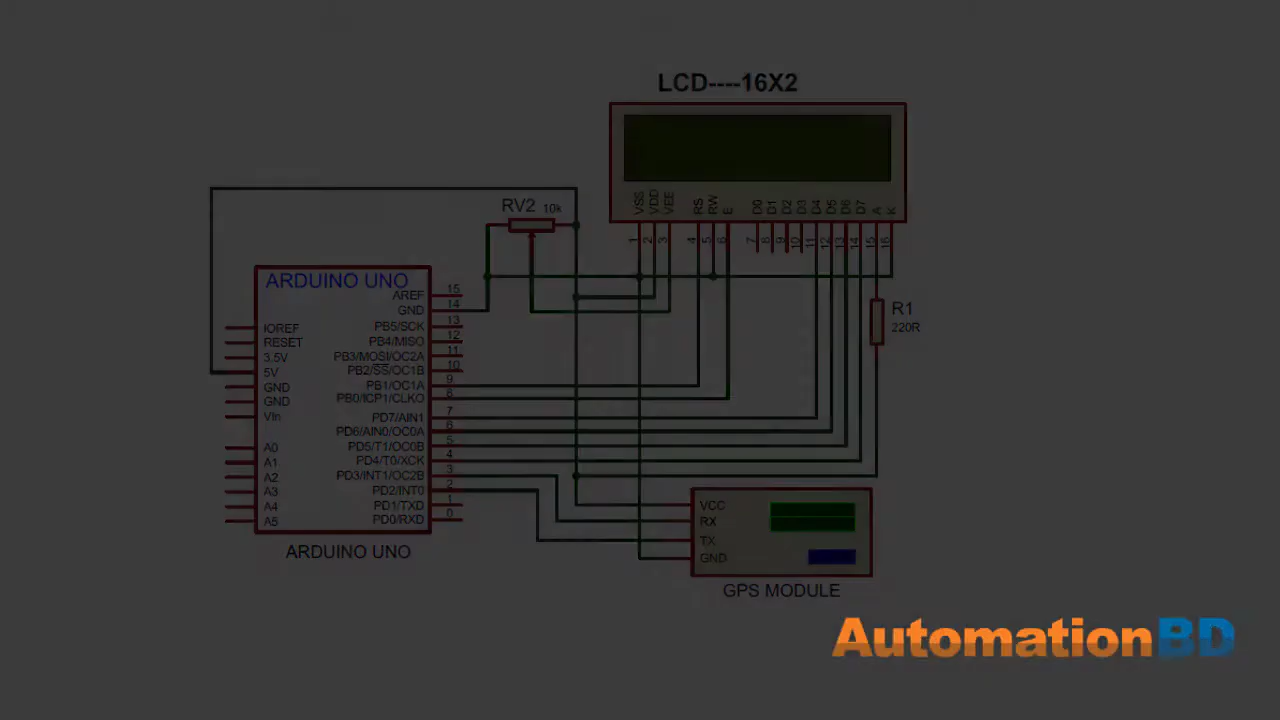 LCD----16X2
VSS
VDD
VEE
RS
RW
E
D0
D1
D2
D3
D4
D5
D6
D7
A
K
1
2
3
4
5
6
7
8
9
10
11
12
13
14
15
16
RV2 10k
R1
220R
ARDUINO UNO
AREF 15
GND 14
IOREF PB5/SCK 13
RESET PB4/MISO 12
3.5V PB3/MOSI/OC2A 11
5V PB2/SS/OC1B 10
GND PB1/OC1A 9
GND PB0/ICP1/CLKO 8
Vin PD7/AIN1 7
PD6/AIN0/OC0A 6
A0 PD5/T1/OC0B 5
A1 PD4/T0/XCK 4
A2 PD3/INT1/OC2B 3
A3 PD2/INT0 2
A4 PD1/TXD 1
A5 PD0/RXD 0
ARDUINO UNO
VCC
RX
TX
GND
GPS MODULE
AutomationBD